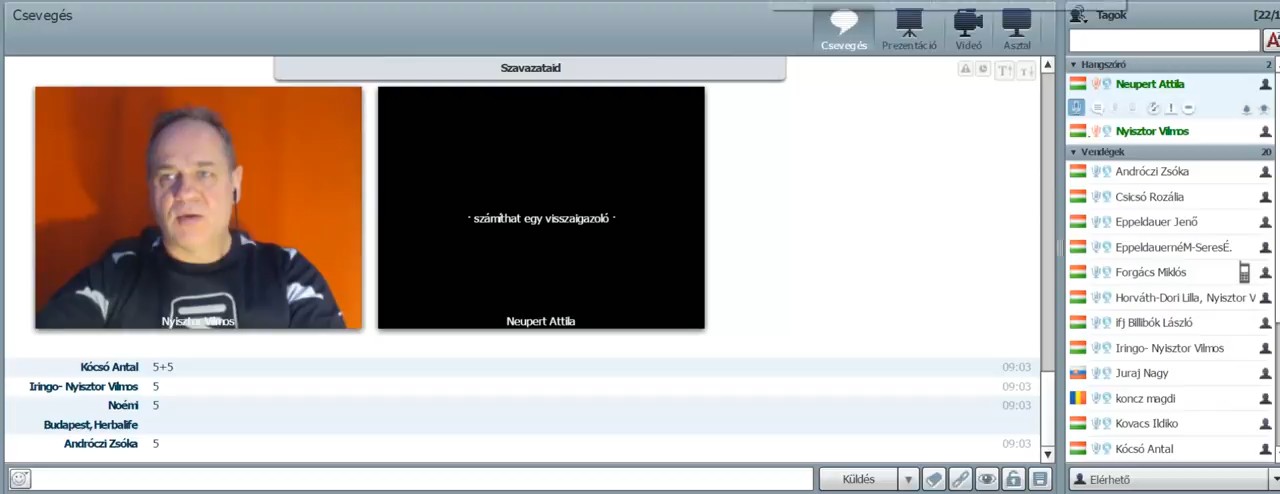 Csevegés
Csevegés
Prezentáció
Videó
Asztal
Szavazataid
Nyisztor Vilmos
· számíthat egy visszaigazoló ·
Neupert Attila
Kócsó Antal 5+5 09:03
Iringo- Nyisztor Vilmos 5 09:03
Noémi 5 09:03
Budapest, Herbalife
Andróczi Zsóka 5 09:03
Küldés
Tagok [22/1
Hangszóró 2
Neupert Attila
Nyisztor Vilmos
Vendégek 20
Andróczi Zsóka
Csicsó Rozália
Eppeldauer Jenő
EppeldauernéM-SeresÉ.
Forgács Miklós
Horváth-Dori Lilla, Nyisztor V
ifj Billibók László
Iringo- Nyisztor Vilmos
Juraj Nagy
koncz magdi
Kovacs Ildiko
Kócsó Antal
Elérhető